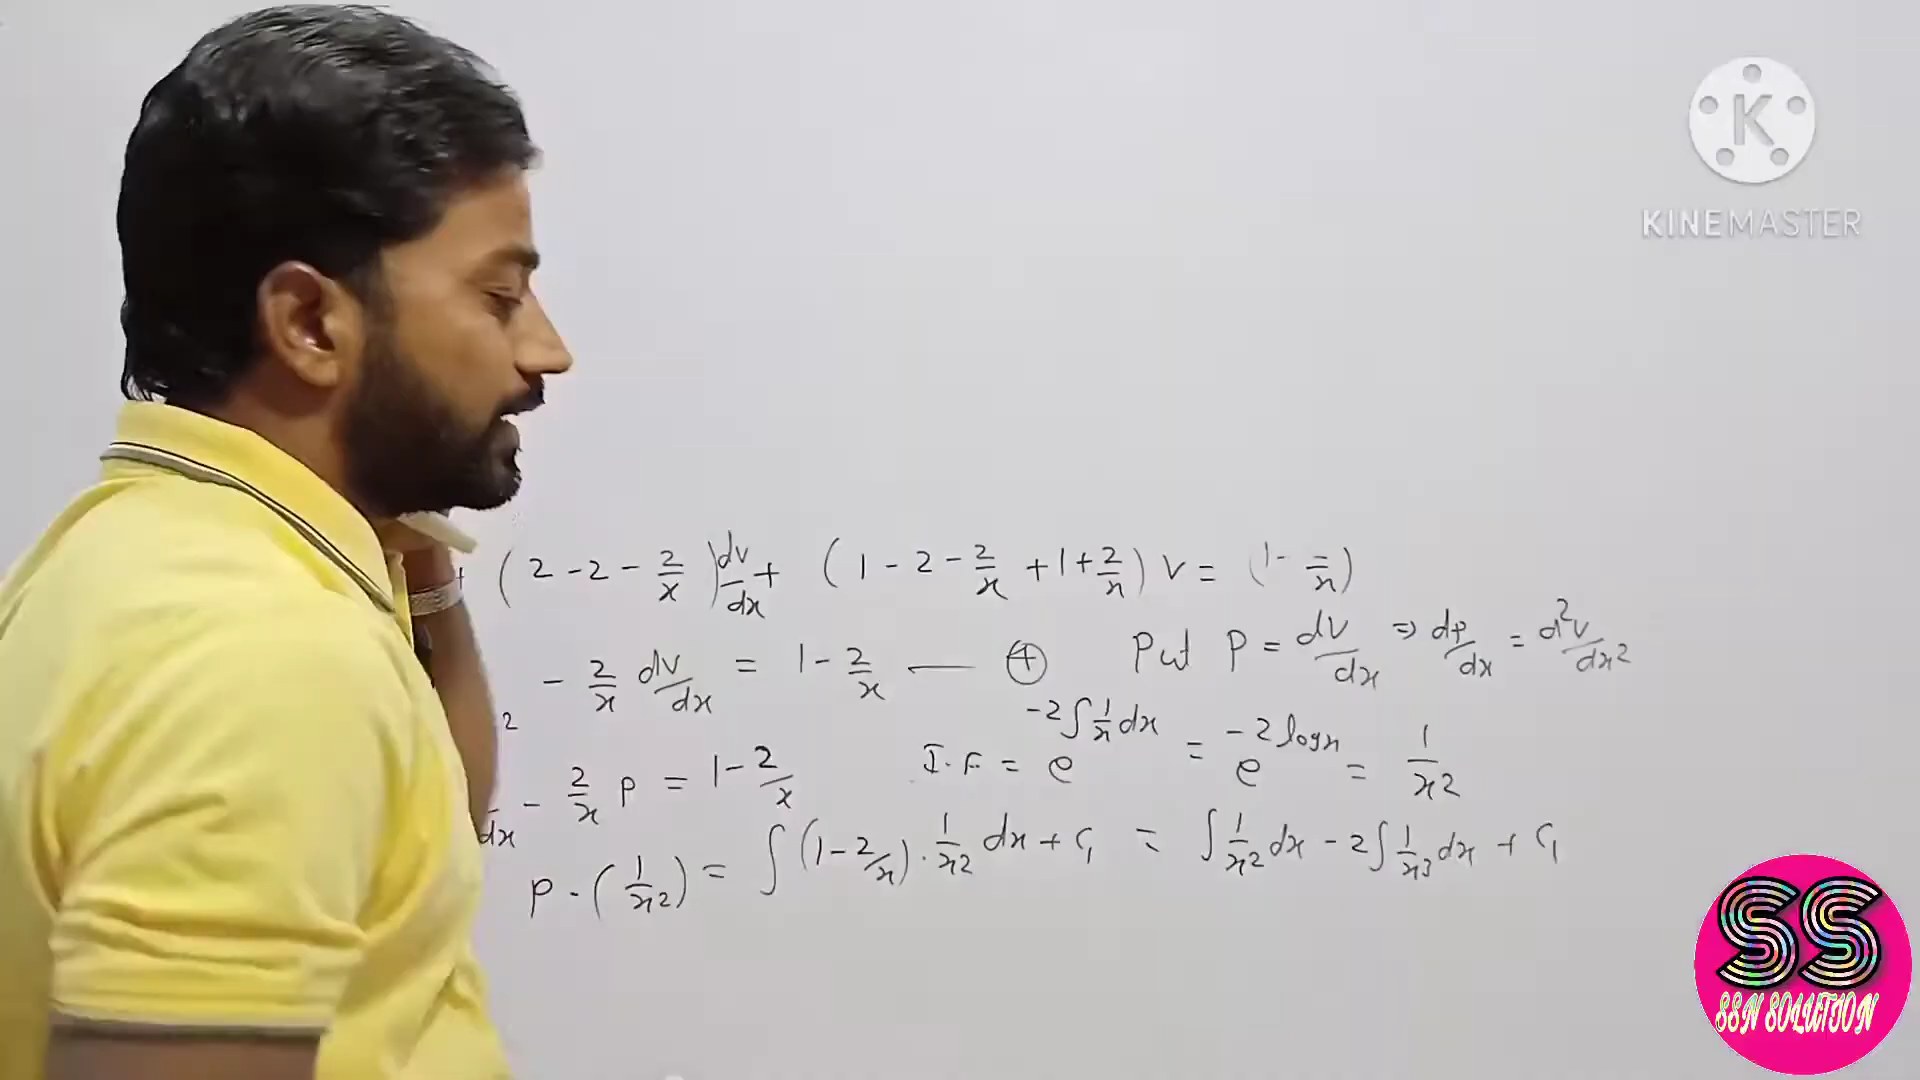 K
KINEMASTER
+ (2 - 2 - 2/x) dv/dx + (1 - 2 - 2/x + 1 + 2/x) v = (1 - /x)
- 2/x dv/dx = 1 - 2/x —— ④ Put P = dv/dx ⇒ dp/dx = d²v/dx²
2
dx - 2/x p = 1 - 2/x I.F = e^(-2∫1/x dx) = e^(-2 log x) = 1/x²
p . (1/x²) = ∫(1 - 2/x) . 1/x² dx + C₁ = ∫1/x² dx - 2∫1/x³ dx + C₁
SS
SSN SOLUTION